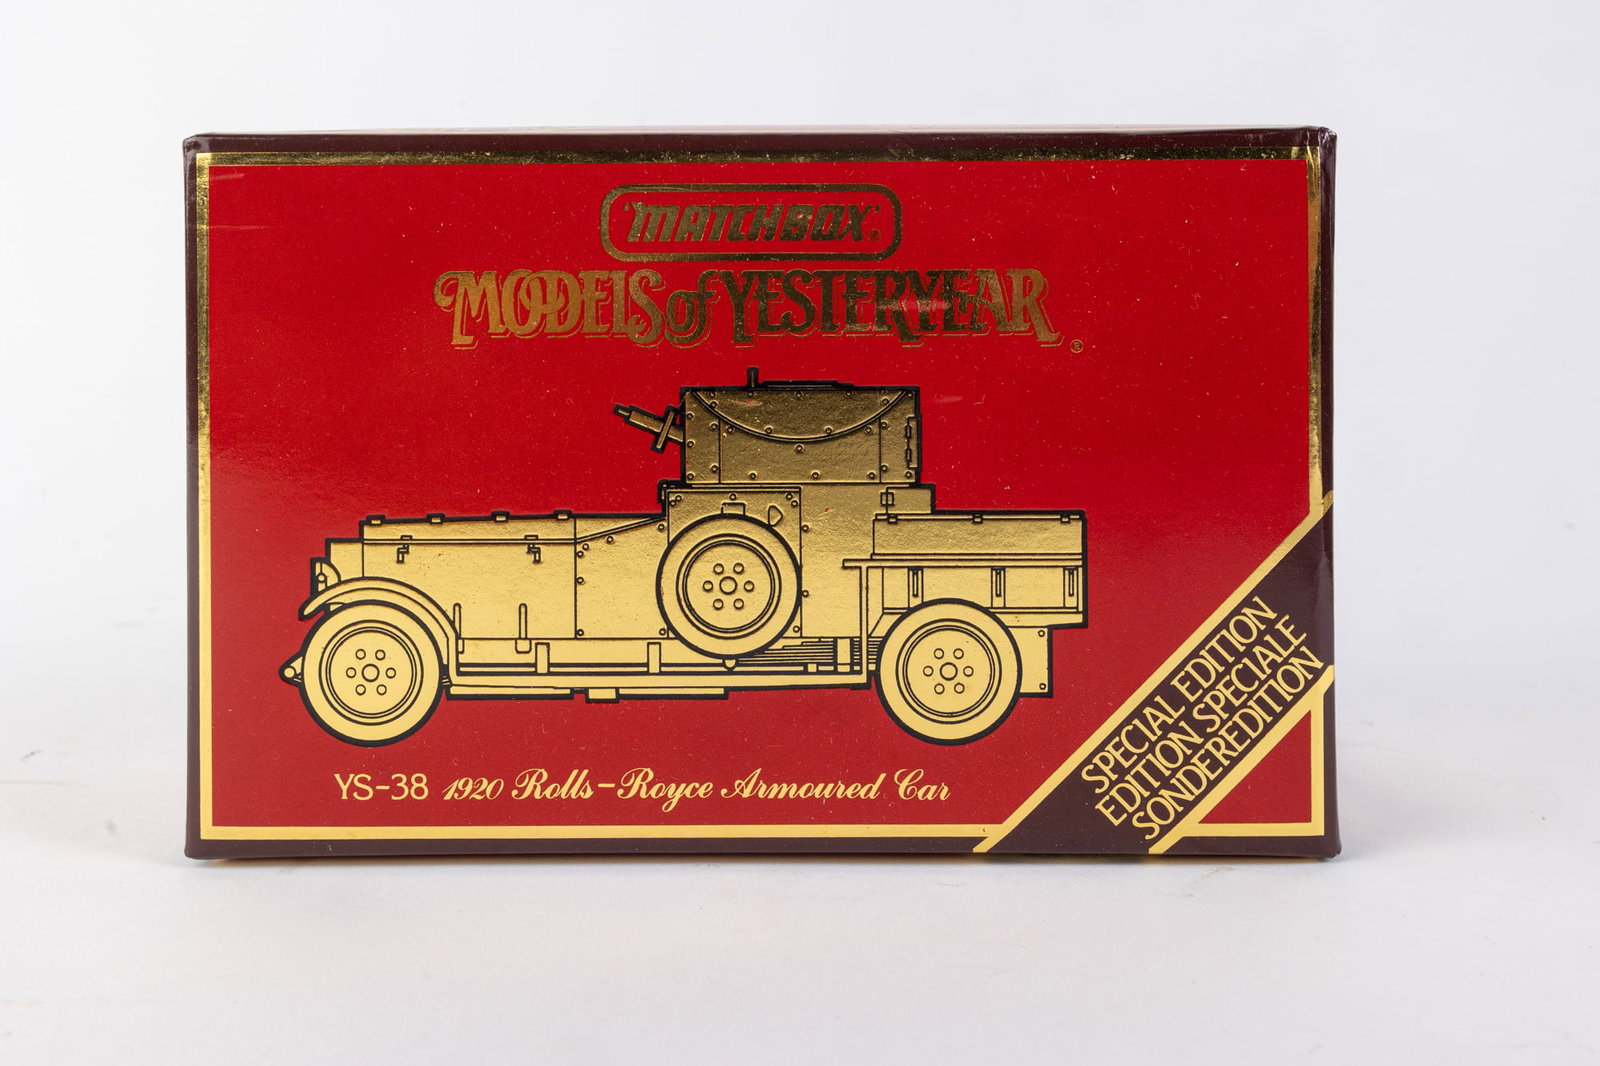 "MATCHBOX"®
MODELS of YESTERYEAR®
YS-38 1920 Rolls-Royce Armoured Car
SPECIAL EDITION
EDITION SPECIALE
SONDEREDITION